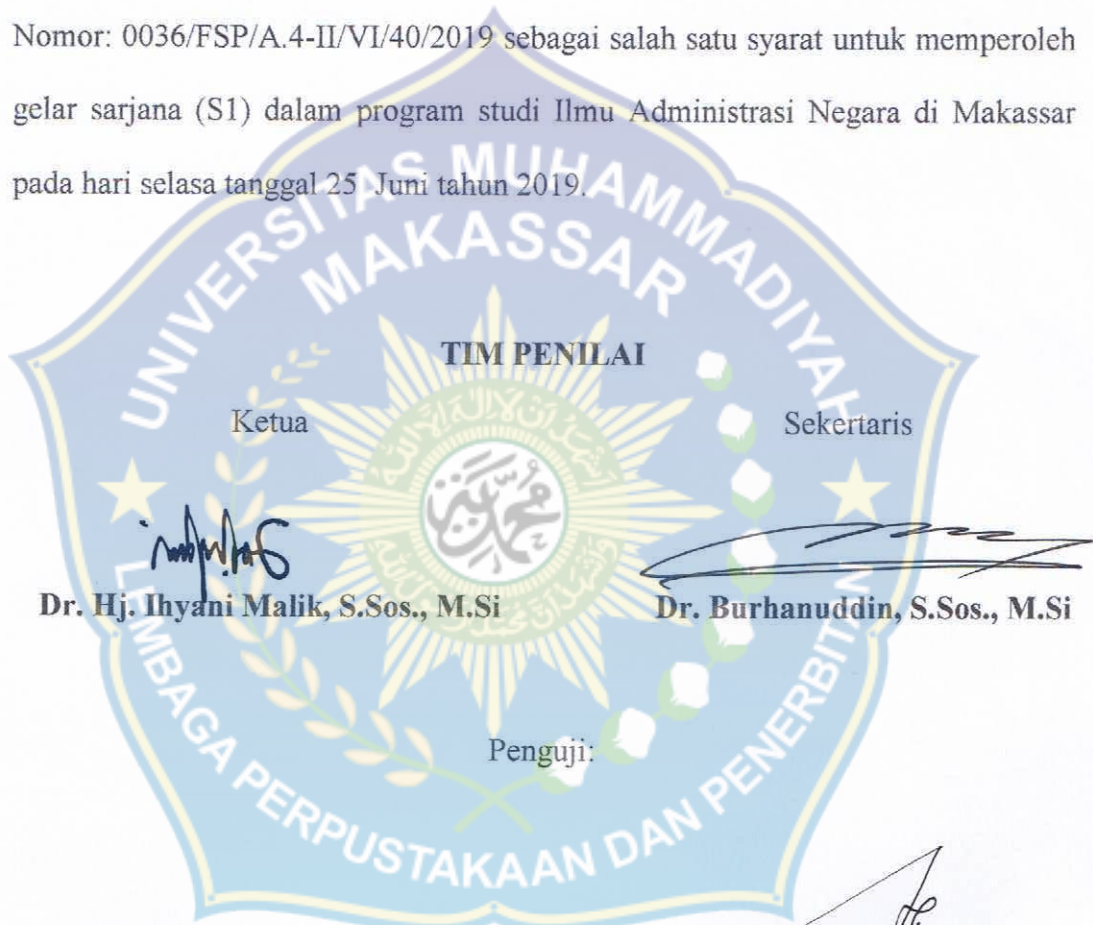 Nomor: 0036/FSP/A.4-II/VI/40/2019 sebagai salah satu syarat untuk memperoleh
gelar sarjana (S1) dalam program studi Ilmu Administrasi Negara di Makassar
pada hari selasa tanggal 25 Juni tahun 2019.
UNIVERSITAS MUHAMMADIYAH
MAKASSAR
TIM PENILAI
Ketua Sekertaris
Dr. Hj. Ihyani Malik, S.Sos., M.Si Dr. Burhanuddin, S.Sos., M.Si
Penguji:
LEMBAGA PERPUSTAKAAN DAN PENERBITAN